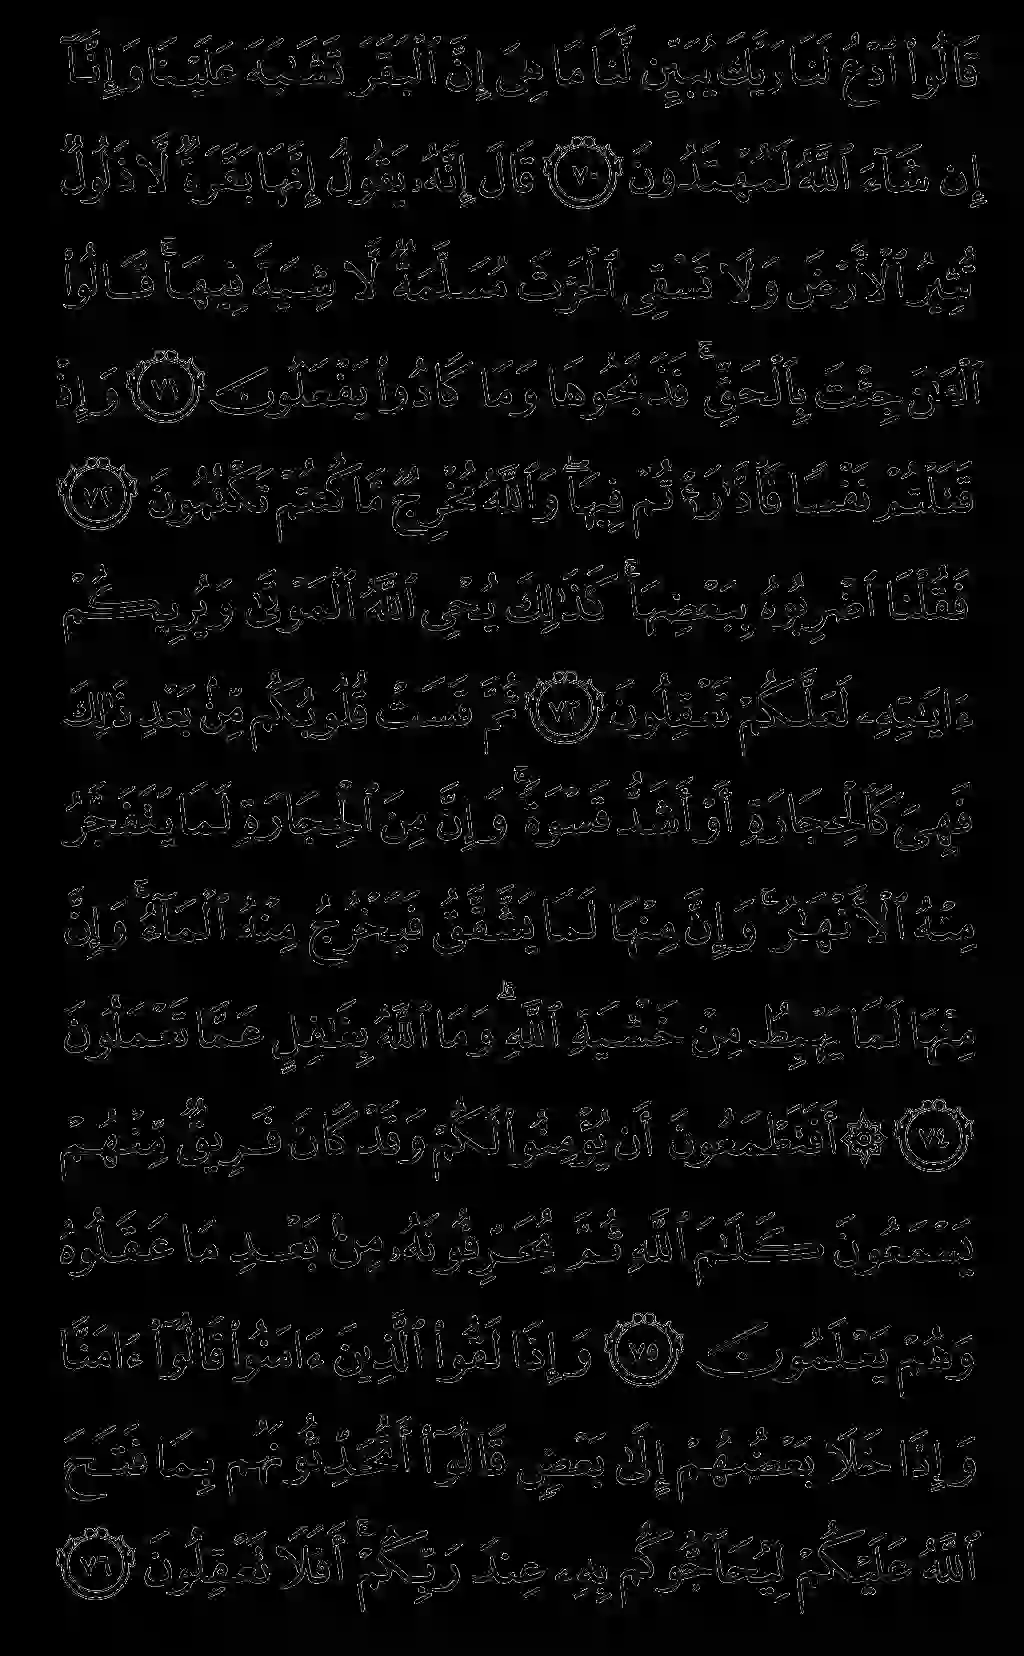 قَالُوا۟ ٱدْعُ لَنَا رَبَّكَ يُبَيِّن لَّنَا مَا هِىَ إِنَّ ٱلْبَقَرَ تَشَـٰبَهَ عَلَيْنَا وَإِنَّآ
إِن شَآءَ ٱللَّهُ لَمُهْتَدُونَ ٧٠ قَالَ إِنَّهُۥ يَقُولُ إِنَّهَا بَقَرَةٌ لَّا ذَلُولٌ
تُثِيرُ ٱلْأَرْضَ وَلَا تَسْقِى ٱلْحَرْثَ مُسَلَّمَةٌ لَّا شِيَةَ فِيهَا ۚ قَالُوا۟
ٱلْـَٔـٰنَ جِئْتَ بِٱلْحَقِّ ۚ فَذَبَحُوهَا وَمَا كَادُوا۟ يَفْعَلُونَ ٧١ وَإِذْ
قَتَلْتُمْ نَفْسًا فَٱدَّٰرَْٰٔتُمْ فِيهَا ۖ وَٱللَّهُ مُخْرِجٌ مَّا كُنتُمْ تَكْتُمُونَ ٧٢
فَقُلْنَا ٱضْرِبُوهُ بِبَعْضِهَا ۚ كَذَٰلِكَ يُحْىِ ٱللَّهُ ٱلْمَوْتَىٰ وَيُرِيكُمْ
ءَايَـٰتِهِۦ لَعَلَّكُمْ تَعْقِلُونَ ٧٣ ثُمَّ قَسَتْ قُلُوبُكُم مِّنۢ بَعْدِ ذَٰلِكَ
فَهِىَ كَٱلْحِجَارَةِ أَوْ أَشَدُّ قَسْوَةً ۚ وَإِنَّ مِنَ ٱلْحِجَارَةِ لَمَا يَتَفَجَّرُ
مِنْهُ ٱلْأَنْهَـٰرُ ۚ وَإِنَّ مِنْهَا لَمَا يَشَّقَّقُ فَيَخْرُجُ مِنْهُ ٱلْمَآءُ ۚ وَإِنَّ
مِنْهَا لَمَا يَهْبِطُ مِنْ خَشْيَةِ ٱللَّهِ ۗ وَمَا ٱللَّهُ بِغَـٰفِلٍ عَمَّا تَعْمَلُونَ
٧٤ ۞ أَفَتَطْمَعُونَ أَن يُؤْمِنُوا۟ لَكُمْ وَقَدْ كَانَ فَرِيقٌ مِّنْهُمْ
يَسْمَعُونَ كَلَـٰمَ ٱللَّهِ ثُمَّ يُحَرِّفُونَهُۥ مِنۢ بَعْدِ مَا عَقَلُوهُ
وَهُمْ يَعْلَمُونَ ٧٥ وَإِذَا لَقُوا۟ ٱلَّذِينَ ءَامَنُوا۟ قَالُوٓا۟ ءَامَنَّا
وَإِذَا خَلَا بَعْضُهُمْ إِلَىٰ بَعْضٍ قَالُوٓا۟ أَتُحَدِّثُونَهُم بِمَا فَتَحَ
ٱللَّهُ عَلَيْكُمْ لِيُحَآجُّوكُم بِهِۦ عِندَ رَبِّكُمْ ۚ أَفَلَا تَعْقِلُونَ ٧٦